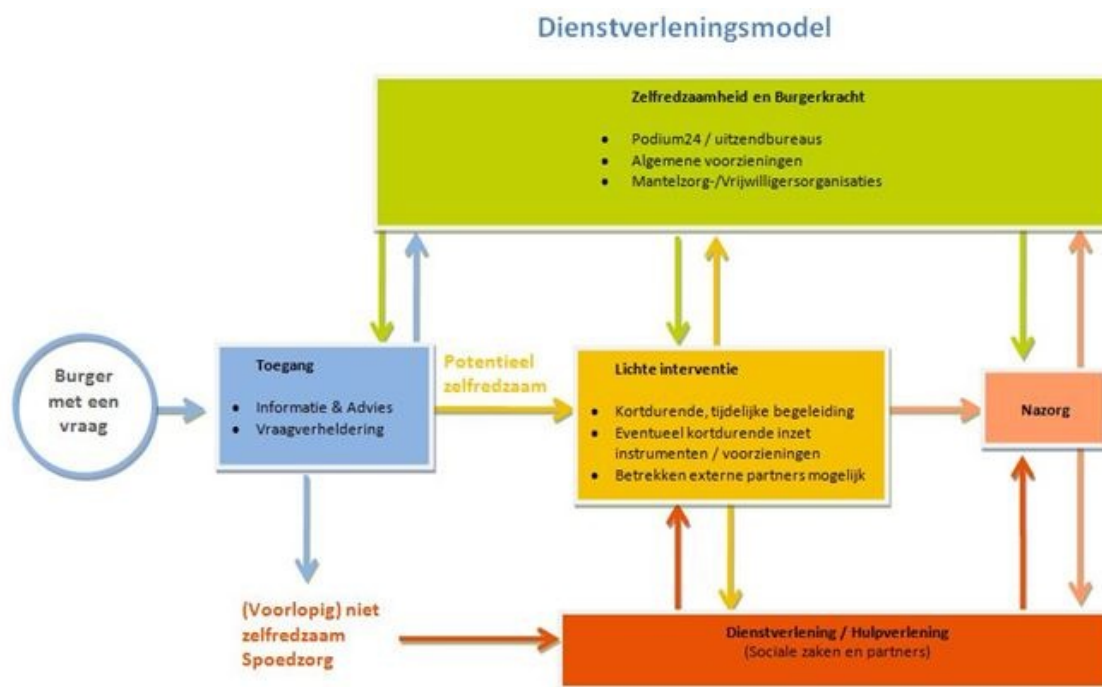 Dienstverleningsmodel
Zelfredzaamheid en Burgerkracht
• Podium24 / uitzendbureaus
• Algemene voorzieningen
• Mantelzorg-/Vrijwilligersorganisaties
Burger
met een
vraag
Toegang
• Informatie & Advies
• Vraagverheldering
Potentieel
zelfredzaam
Lichte interventie
• Kortdurende, tijdelijke begeleiding
• Eventueel kortdurende inzet
instrumenten / voorzieningen
• Betrekken externe partners mogelijk
Nazorg
(Voorlopig) niet
zelfredzaam
Spoedzorg
Dienstverlening / Hulpverlening
(Sociale zaken en partners)